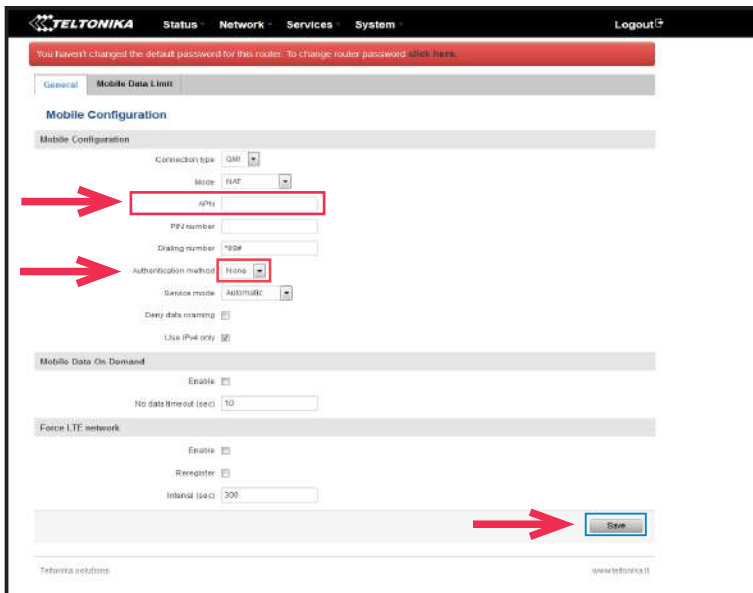 TELTONIKA Status Network Services System Logout
You haven't changed the default password for this router. To change router password click here.
General Mobile Data Limit
Mobile Configuration
Mobile Configuration
Connection type QMI
Mode NAT
APN
PIN number
Dialing number *99#
Authentication method None
Service mode Automatic
Deny data roaming
Use IPv4 only
Mobile Data On Demand
Enable
No data timeout (sec) 10
Force LTE network
Enable
Reregister
Interval (sec) 300
Save
Teltonika solutions www.teltonika.lt